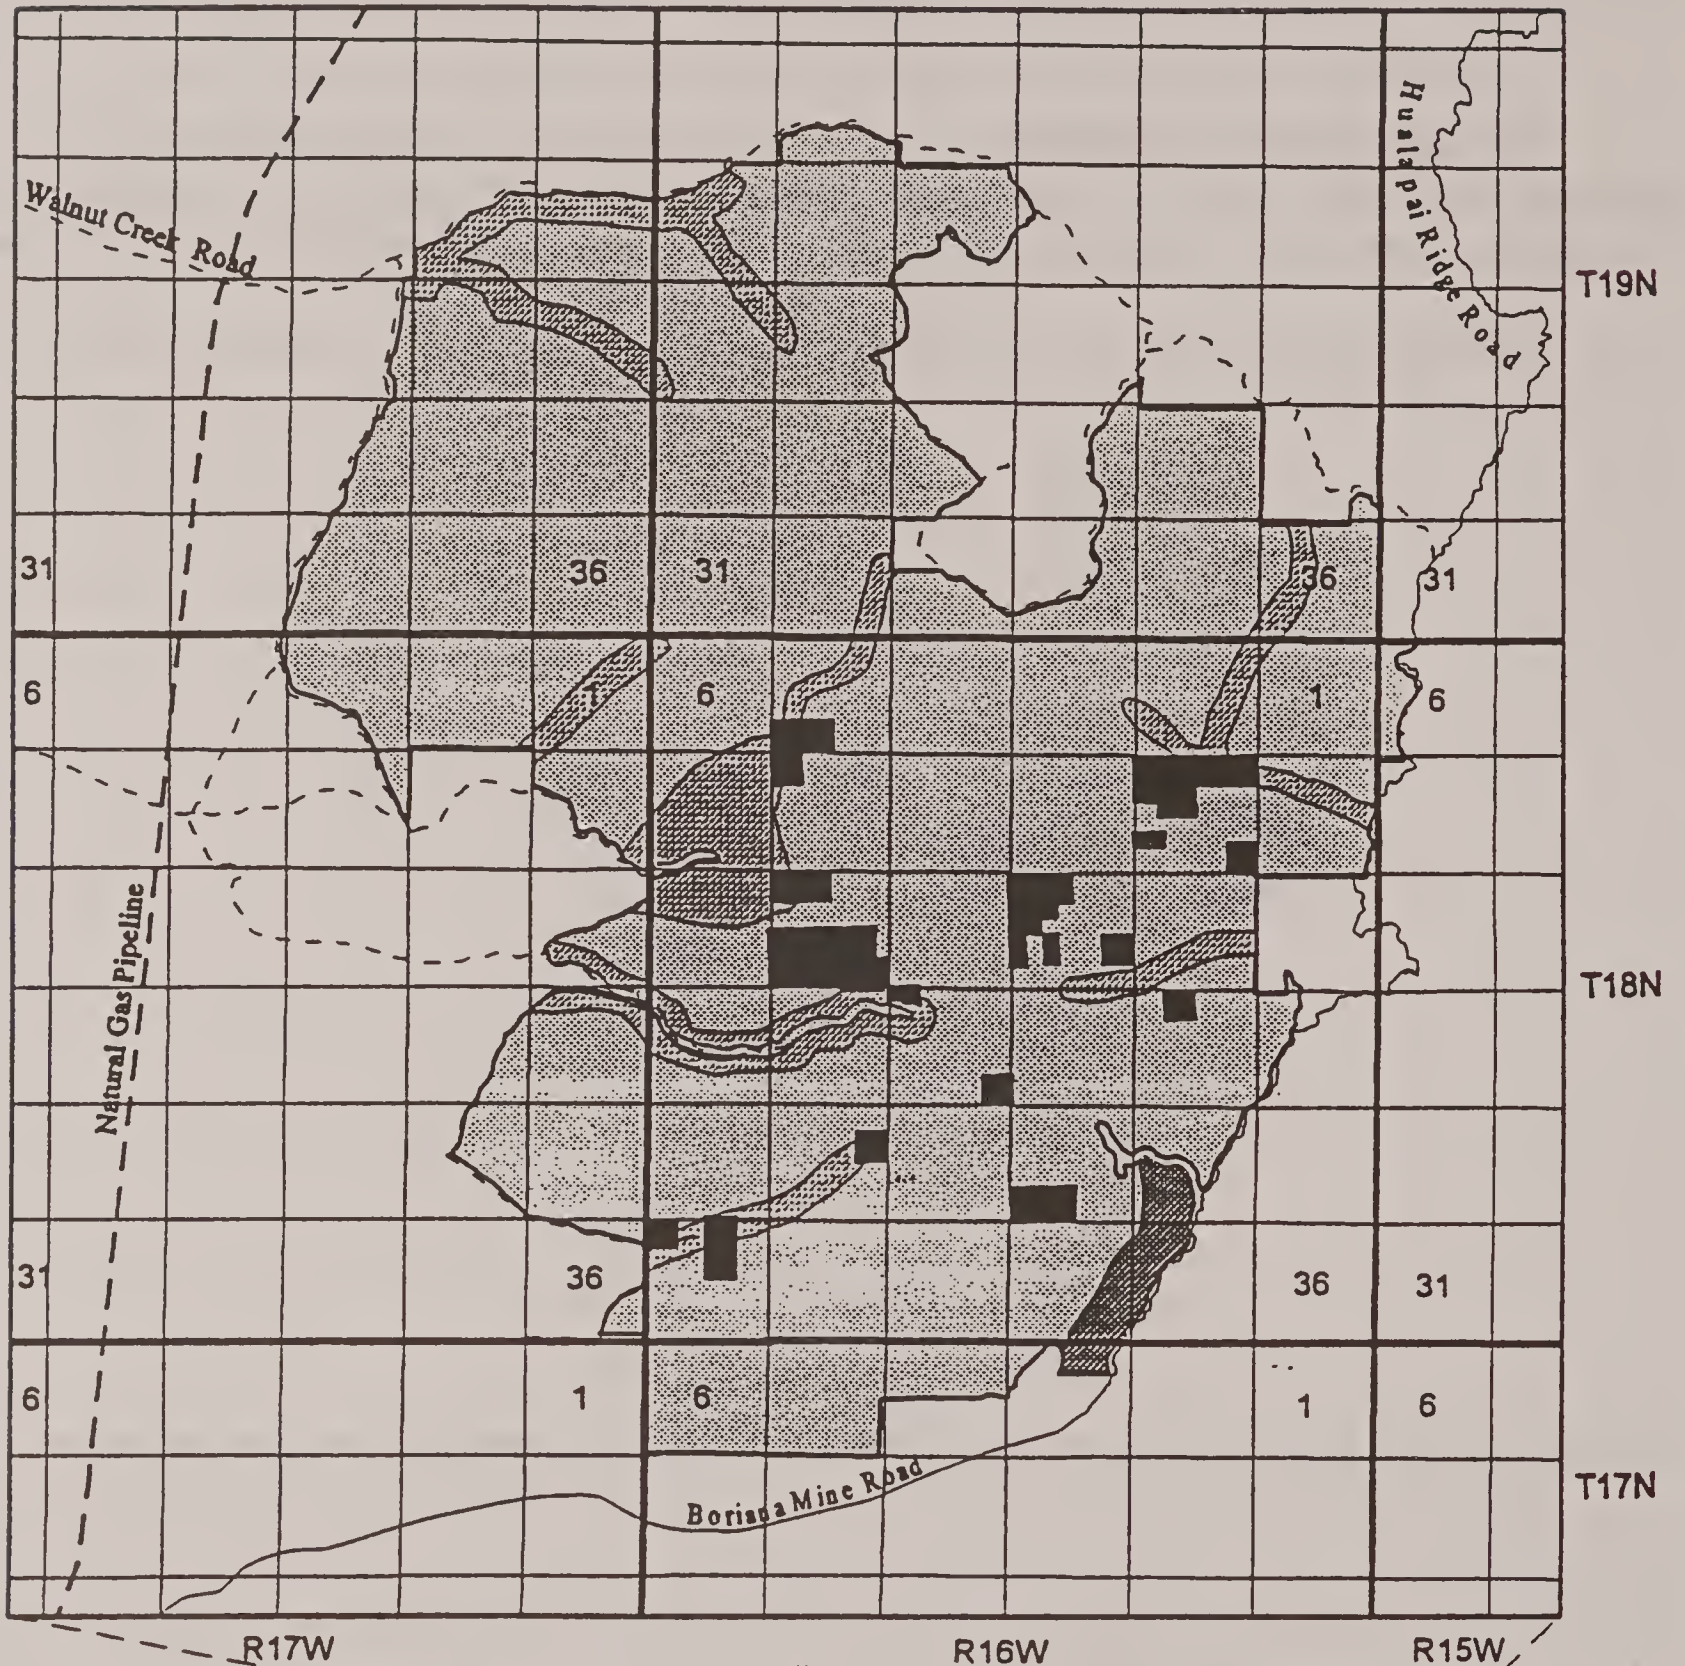 Hualapai Ridge Road
Walnut Creek Road
T19N
31
36
31
36
31
6
1
6
1
6
Natural Gas Pipeline
T18N
31
36
36
31
6
1
6
1
6
Boriana Mine Road
T17N
R17W
R16W
R15W